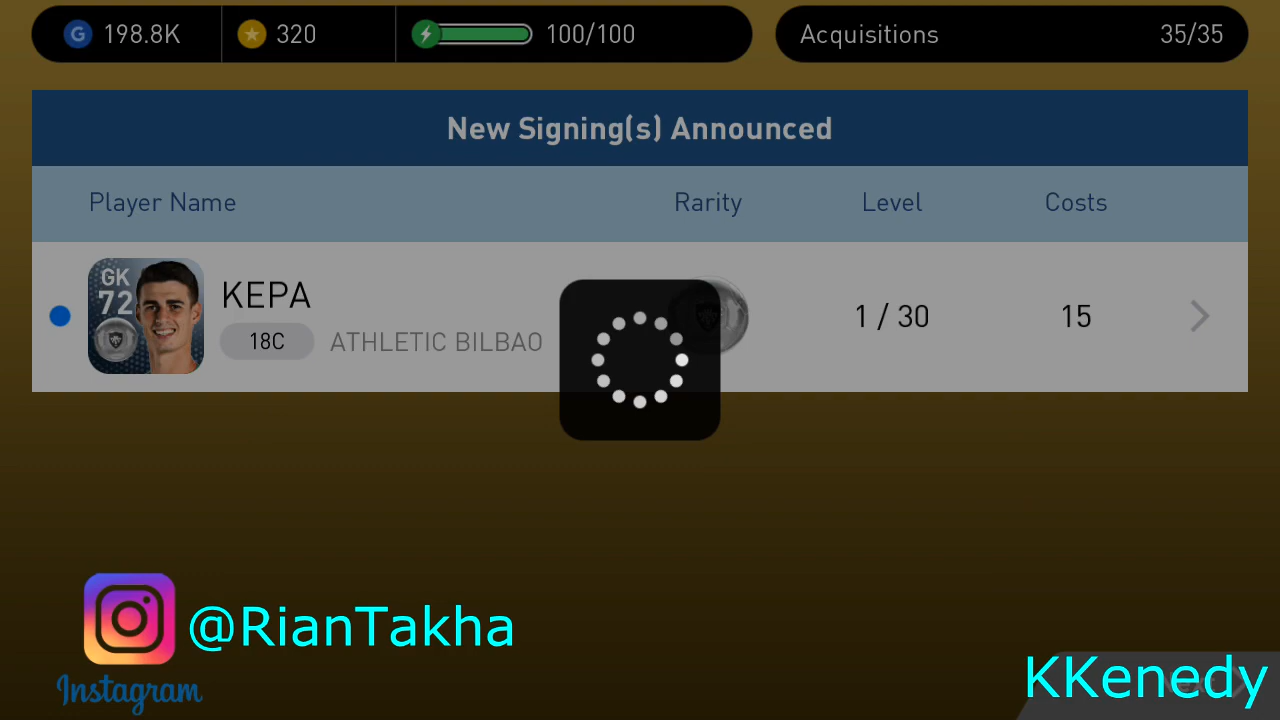 198.8K 320 100/100 Acquisitions 35/35
New Signing(s) Announced
Player Name Rarity Level Costs
GK
72
KEPA
1 / 30 15
18C ATHLETIC BILBAO
@RianTakha
Instagram
KKenedy